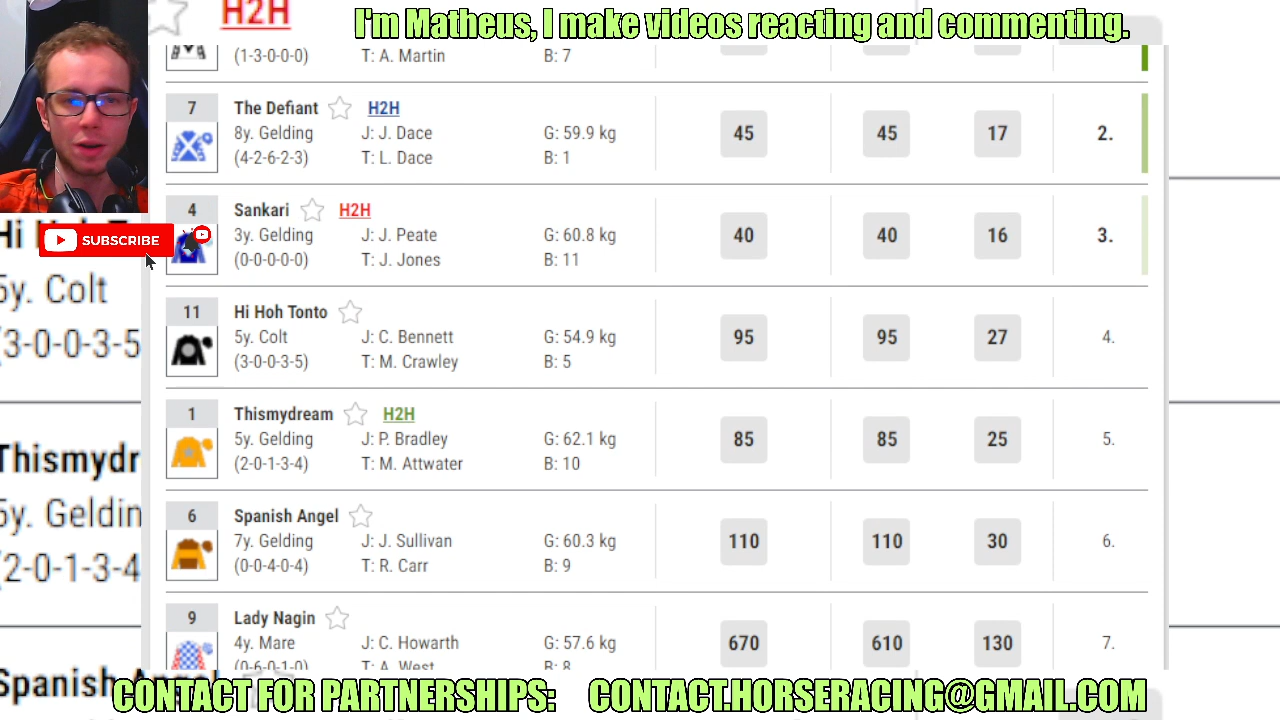 H2H
I'm Matheus, I make videos reacting and commenting.
(1-3-0-0-0) T: A. Martin B: 7
7 The Defiant H2H
8y. Gelding J: J. Dace G: 59.9 kg 45 45 17 2.
(4-2-6-2-3) T: L. Dace B: 1
4 Sankari H2H
3y. Gelding J: J. Peate G: 60.8 kg 40 40 16 3.
(0-0-0-0-0) T: J. Jones B: 11
SUBSCRIBE
11 Hi Hoh Tonto
5y. Colt J: C. Bennett G: 54.9 kg 95 95 27 4.
(3-0-0-3-5) T: M. Crawley B: 5
1 Thismydream H2H
5y. Gelding J: P. Bradley G: 62.1 kg 85 85 25 5.
(2-0-1-3-4) T: M. Attwater B: 10
6 Spanish Angel
7y. Gelding J: J. Sullivan G: 60.3 kg 110 110 30 6.
(0-0-4-0-4) T: R. Carr B: 9
9 Lady Nagin
4y. Mare J: C. Howarth G: 57.6 kg 670 610 130 7.
(0-6-0-1-0) T: A. West B: 8
Hi
5y. Colt
(3-0-0-3-5
Thismydr
5y. Geldin
(2-0-1-3-4
Spanish Angel
CONTACT FOR PARTNERSHIPS: CONTACT.HORSERACING@GMAIL.COM